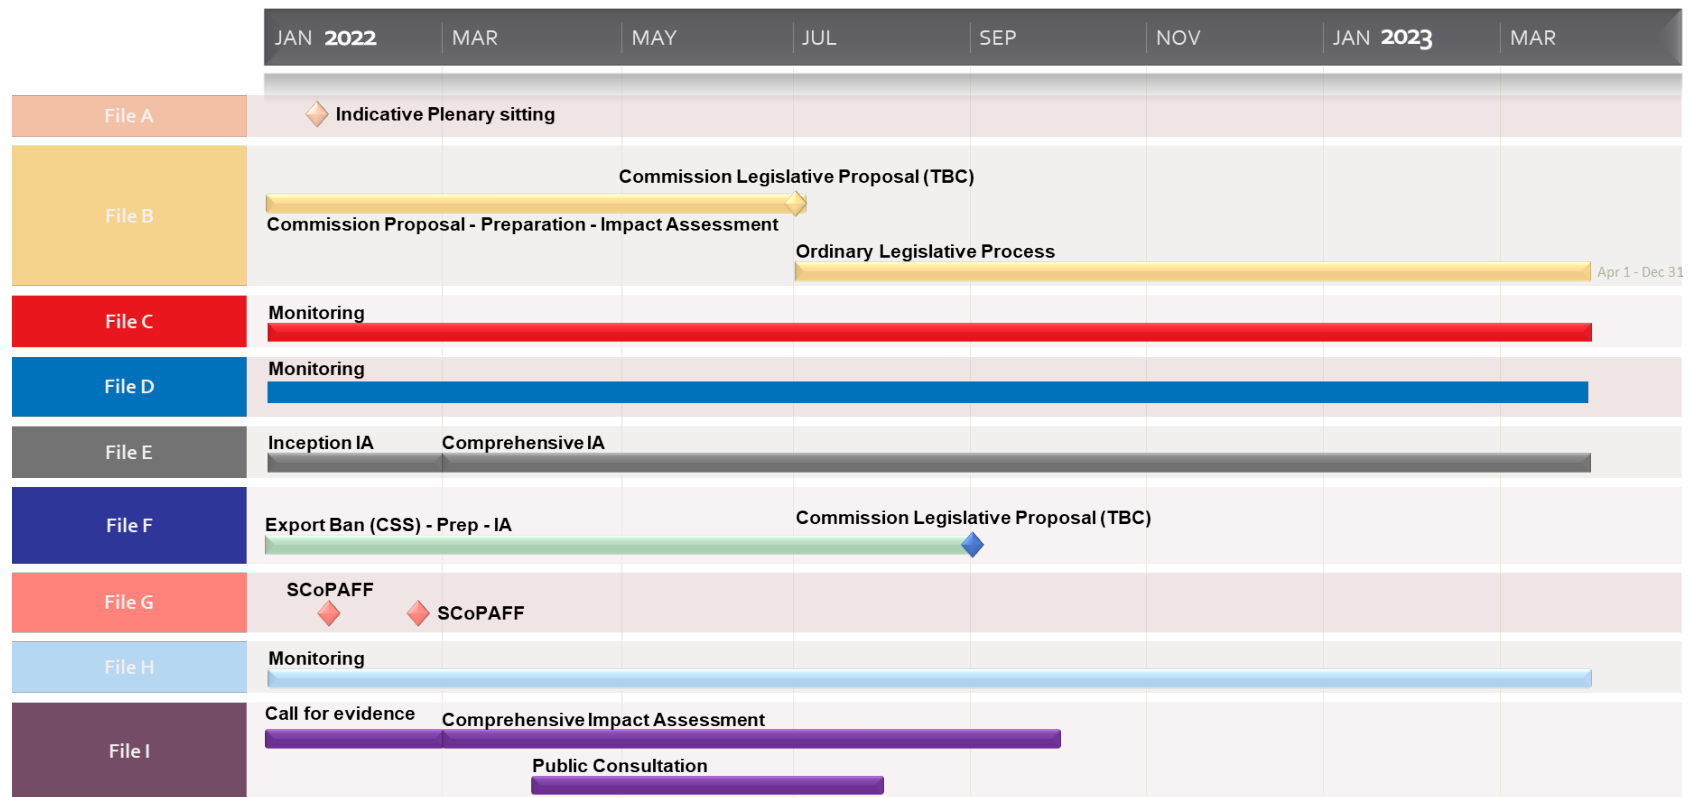 JAN 2022 MAR MAY JUL SEP NOV JAN 2023 MAR
File A
Indicative Plenary sitting
File B
Commission Legislative Proposal (TBC)
Commission Proposal - Preparation - Impact Assessment
Ordinary Legislative Process
Apr 1 - Dec 31
File C
Monitoring
File D
Monitoring
File E
Inception IA
Comprehensive IA
File F
Export Ban (CSS) - Prep - IA
Commission Legislative Proposal (TBC)
File G
SCoPAFF
SCoPAFF
File H
Monitoring
File I
Call for evidence
Comprehensive Impact Assessment
Public Consultation